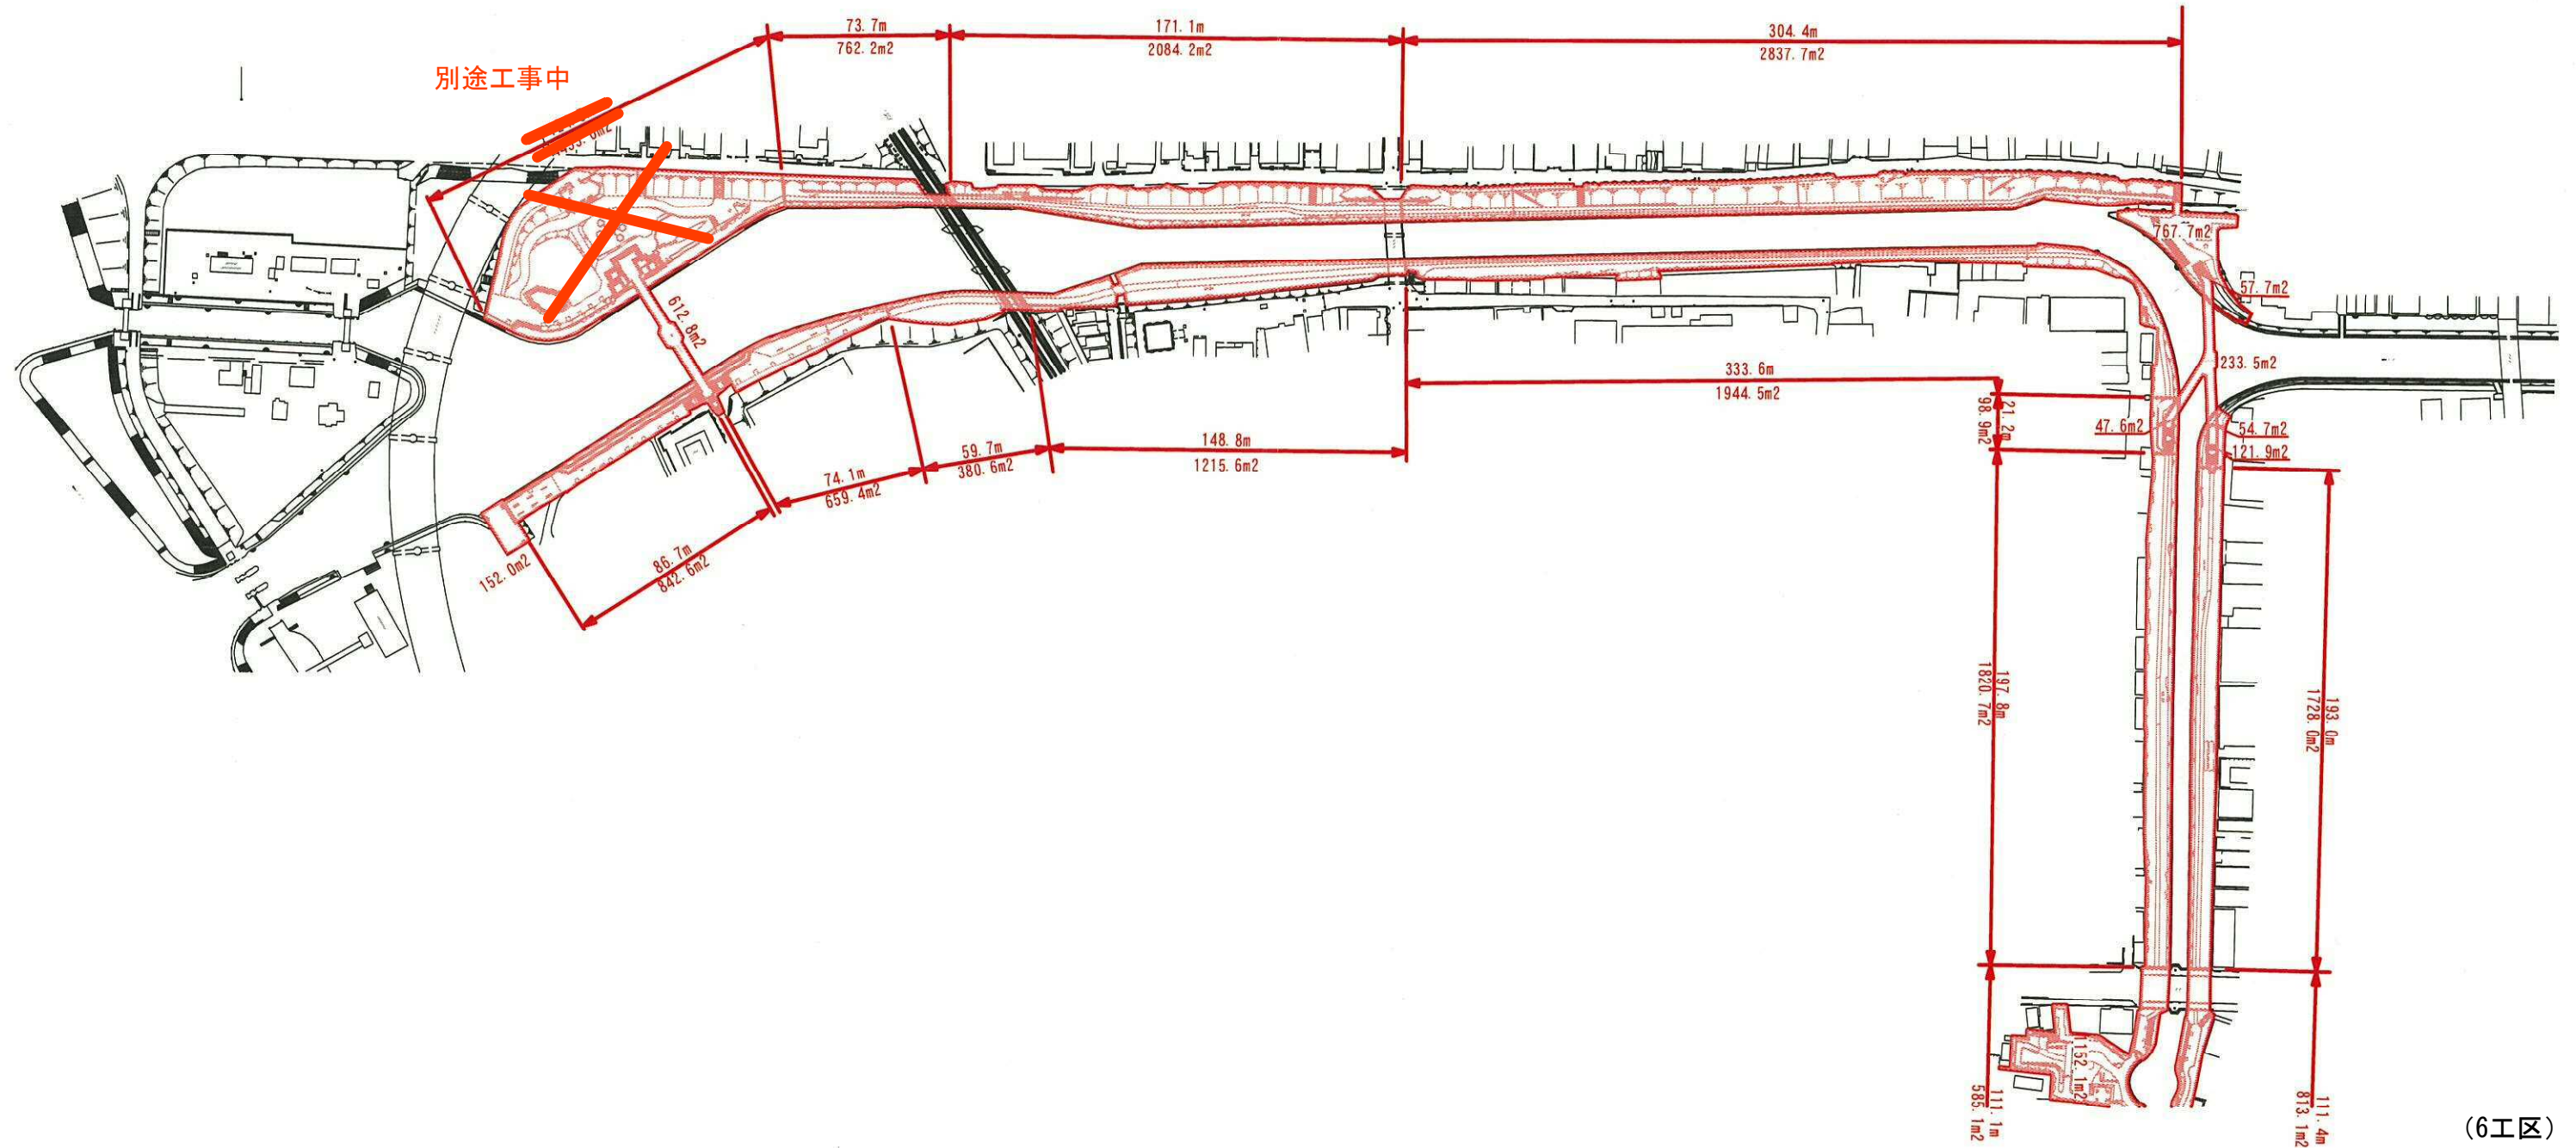 73.7m
762.2m2
171.1m
2084.2m2
304.4m
2837.7m2
別途工事中
767.7m2
57.7m2
612.8m2
233.5m2
333.6m
1944.5m2
21.2m
98.9m2
47.6m2
54.7m2
121.9m2
148.8m
1215.6m2
59.7m
380.6m2
74.1m
659.4m2
86.7m
842.6m2
152.0m2
197.8m
1820.7m2
193.0m
1728.0m2
1152.1m2
111.1m
585.1m2
111.4m
813.1m2
(6工区)